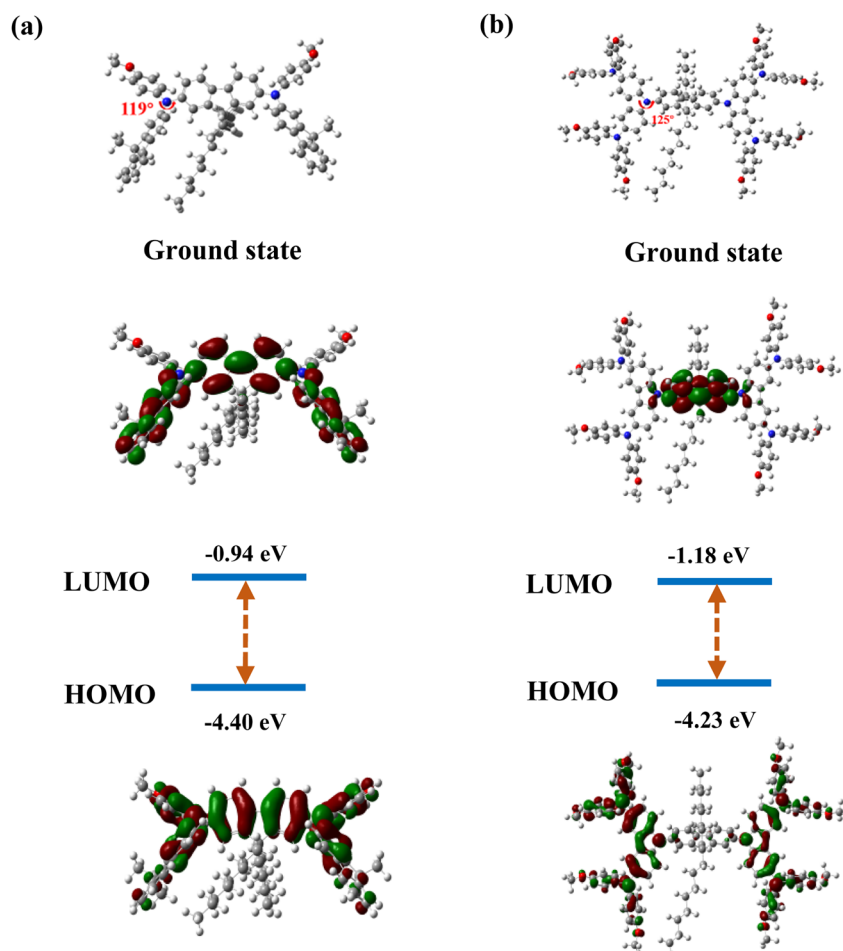 (a)
119°
Ground state
-0.94 eV
LUMO
HOMO
-4.40 eV
(b)
125°
Ground state
-1.18 eV
LUMO
HOMO
-4.23 eV